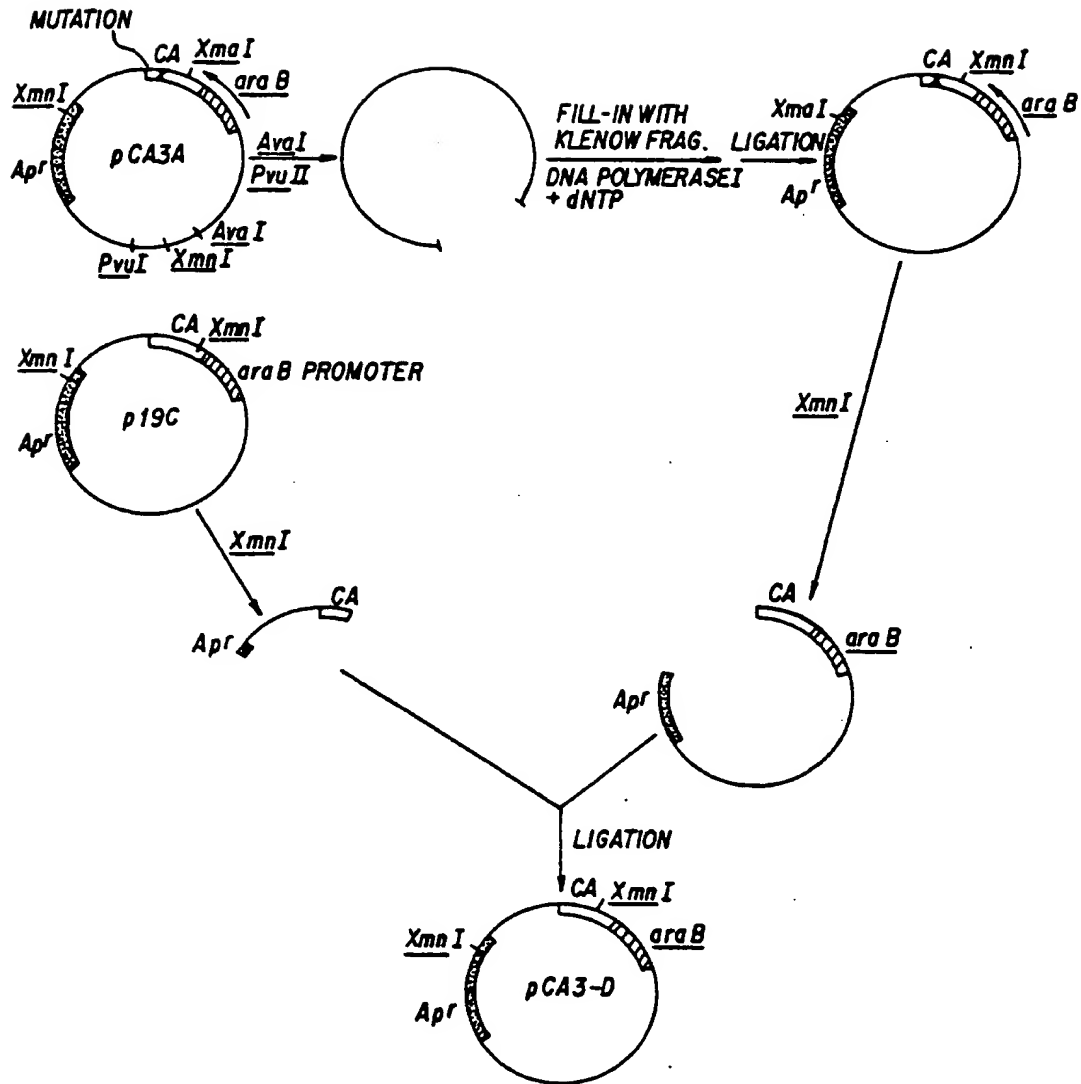 MUTATION
CA XmaI
araB
XmnI
pCA3A
Apr
AvaI
PvuII
AvaI
XmnI
PvuI
FILL-IN WITH
KLENOW FRAG.
DNA POLYMERASEI
+ dNTP
LIGATION
CA XmnI
araB
XmaI
Apr
CA XmnI
araB PROMOTER
XmnI
p19C
Apr
XmnI
XmnI
CA
Apr
CA
araB
Apr
LIGATION
CA XmnI
araB
XmnI
pCA3-D
Apr